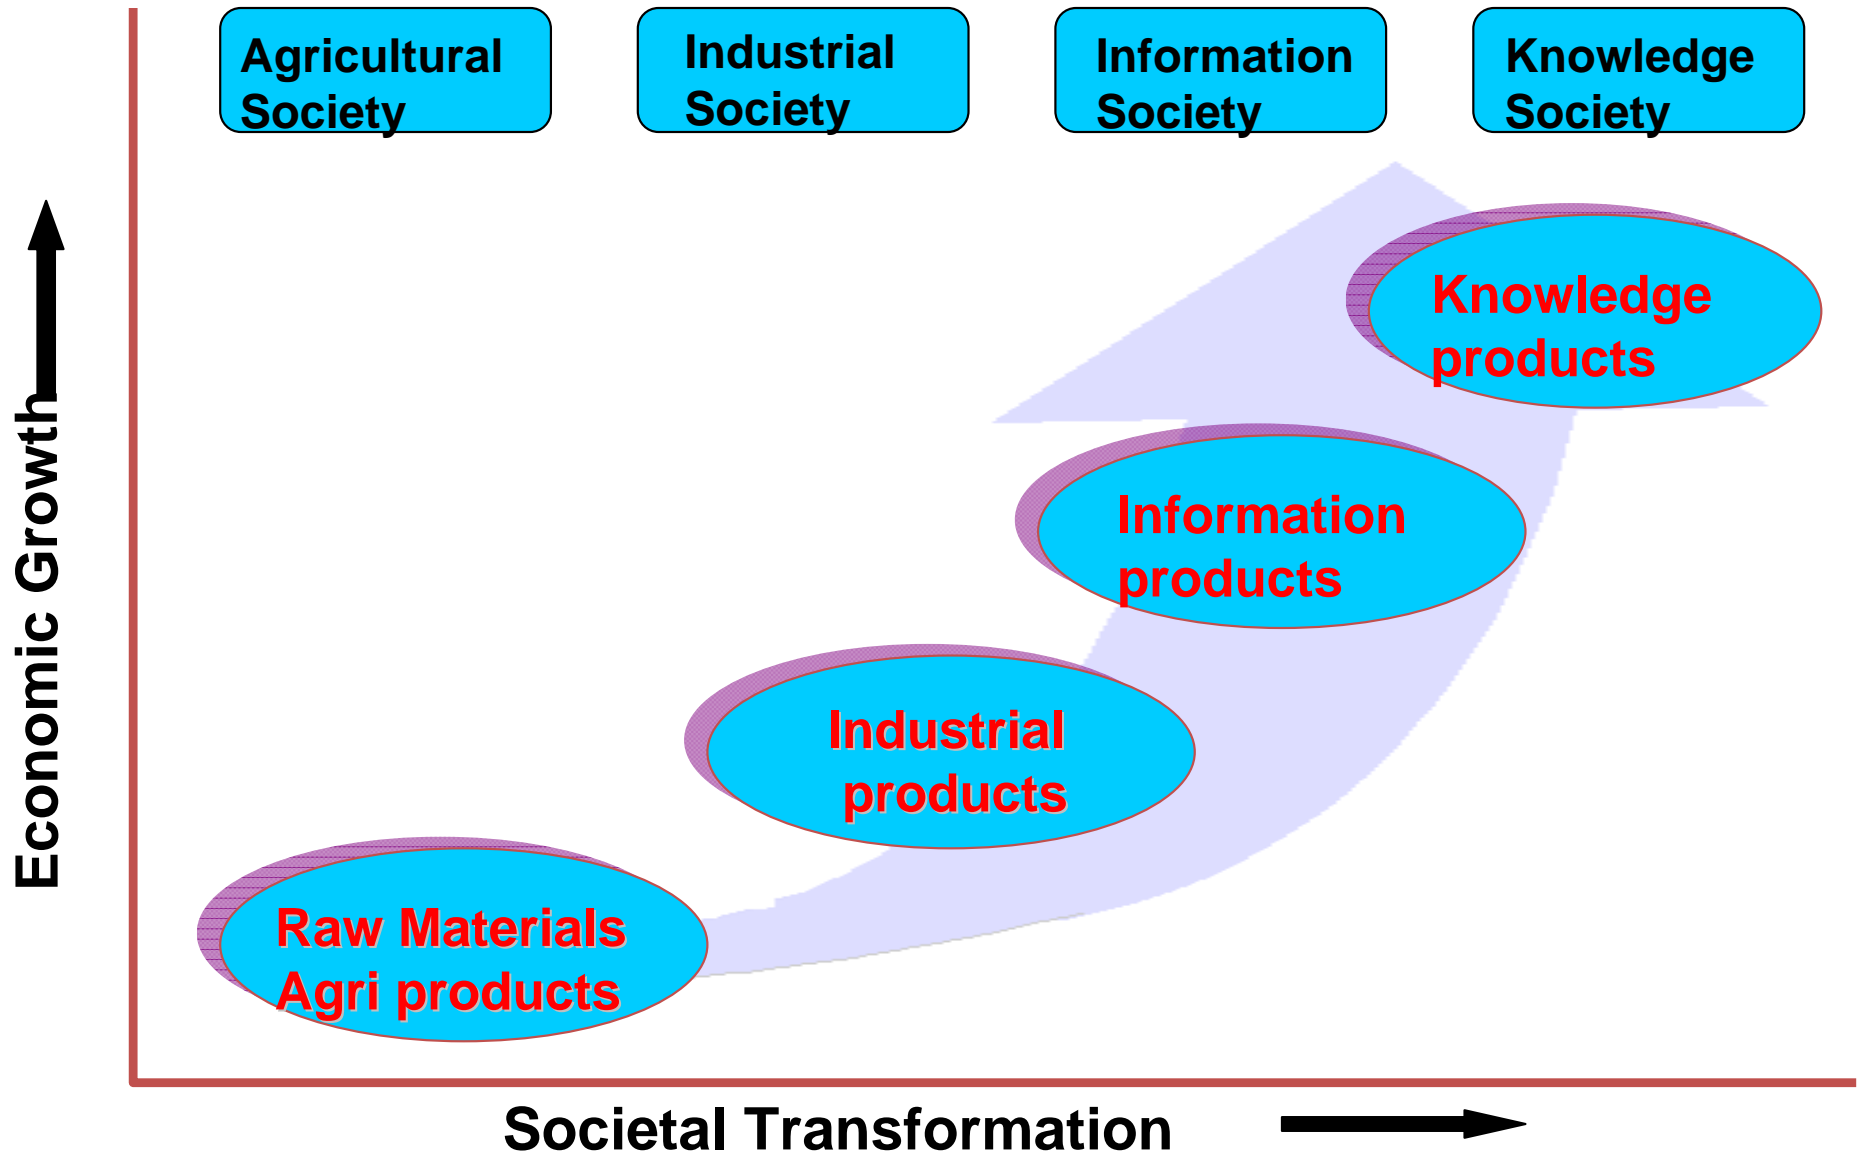 Agricultural
Society
Industrial
Society
Information
Society
Knowledge
Society
Economic Growth
Knowledge
products
Information
products
Industrial
products
Raw Materials
Agri products
Societal Transformation